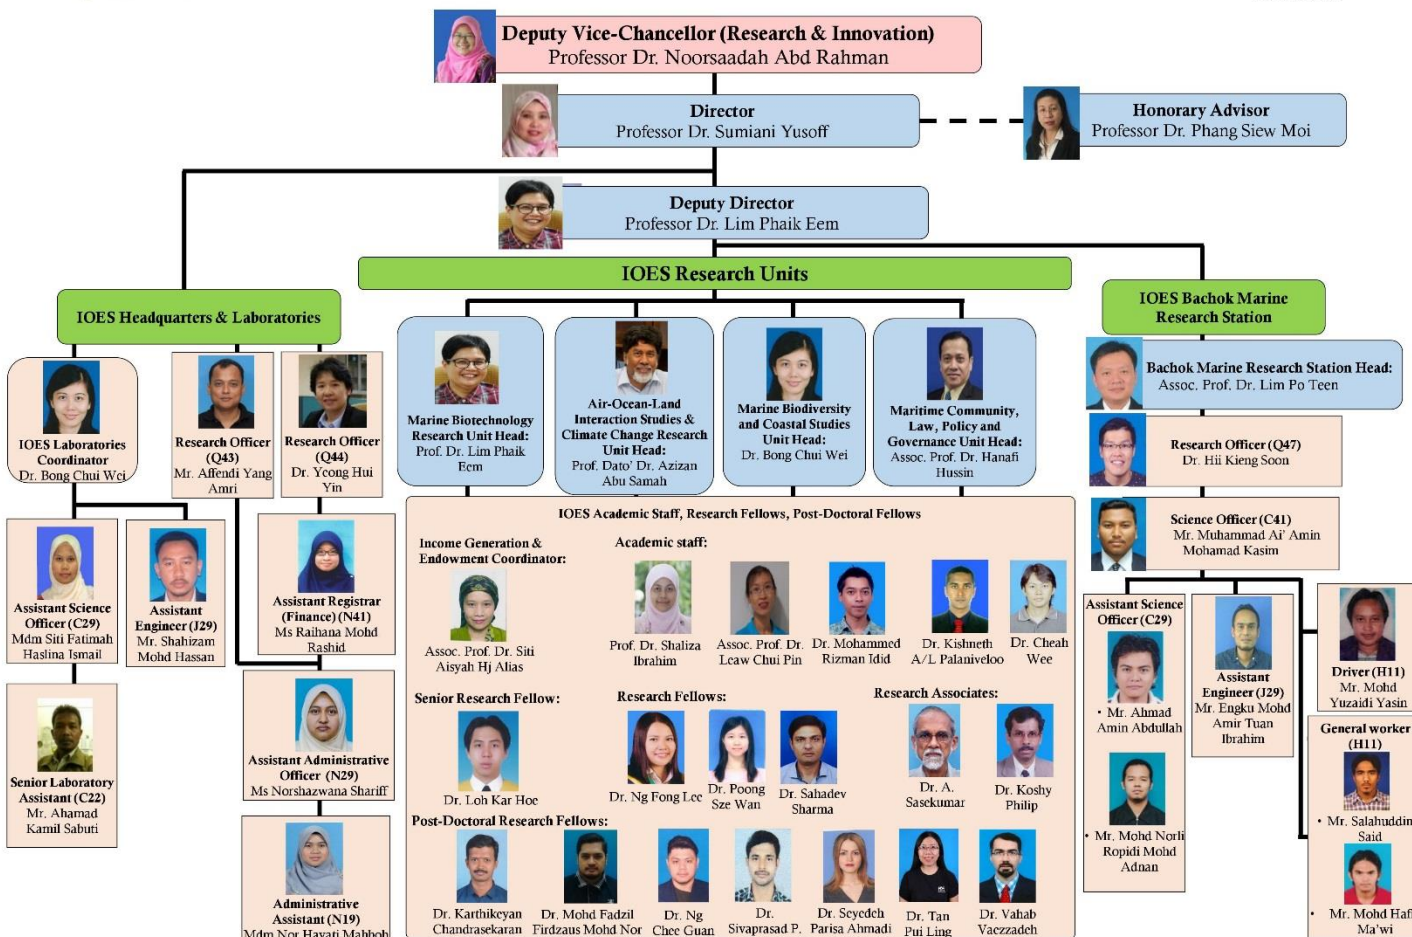 Deputy Vice-Chancellor (Research & Innovation)
Professor Dr. Noorsaadah Abd Rahman
Director
Professor Dr. Sumiani Yusoff
Honorary Advisor
Professor Dr. Phang Siew Moi
Deputy Director
Professor Dr. Lim Phaik Eem
IOES Headquarters & Laboratories
IOES Laboratories
Coordinator
Dr. Bong Chui Wei
Research Officer
(Q43)
Mr. Affendi Yang
Amri
Research Officer
(Q44)
Dr. Yeong Hui
Yin
Assistant Science
Officer (C29)
Mdm Siti Fatimah
Haslina Ismail
Assistant
Engineer (J29)
Mr. Shahizam
Mohd Hassan
Assistant Registrar
(Finance) (N41)
Ms Raihana Mohd
Rashid
Senior Laboratory
Assistant (C22)
Mr. Ahamad
Kamil Sabuti
Assistant Administrative
Officer (N29)
Ms Norshazwana Shariff
Administrative
Assistant (N19)
Mdm Nor Hayati Mahboh
IOES Research Units
Marine Biotechnology
Research Unit Head:
Prof. Dr. Lim Phaik
Eem
Air-Ocean-Land
Interaction Studies &
Climate Change Research
Unit Head:
Prof. Dato' Dr. Azizan
Abu Samah
Marine Biodiversity
and Coastal Studies
Unit Head:
Dr. Bong Chui Wei
Maritime Community,
Law, Policy and
Governance Unit Head:
Assoc. Prof. Dr. Hanafi
Hussin
IOES Academic Staff, Research Fellows, Post-Doctoral Fellows
Income Generation &
Endowment Coordinator:
Assoc. Prof. Dr. Siti
Aisyah Hj Alias
Academic staff:
Prof. Dr. Shaliza
Ibrahim
Assoc. Prof. Dr.
Leaw Chui Pin
Dr. Mohammed
Rizman Idid
Dr. Kishneth
A/L Palaniveloo
Dr. Cheah
Wee
Senior Research Fellow:
Dr. Loh Kar Hoe
Research Fellows:
Dr. Ng Fong Lee
Dr. Poong
Sze Wan
Dr. Sahadev
Sharma
Research Associates:
Dr. A.
Sasekumar
Dr. Koshy
Philip
Post-Doctoral Research Fellows:
Dr. Karthikeyan
Chandrasekaran
Dr. Mohd Fadzil
Firdzaus Mohd Nor
Dr. Ng
Chee Guan
Dr.
Sivaprasad P.
Dr. Seyedeh
Parisa Ahmadi
Dr. Tan
Pui Ling
Dr. Vahab
Vaezzadeh
IOES Bachok Marine
Research Station
Bachok Marine Research Station Head:
Assoc. Prof. Dr. Lim Po Teen
Research Officer (Q47)
Dr. Hii Kieng Soon
Science Officer (C41)
Mr. Muhammad Ai' Amin
Mohamad Kasim
Assistant Science
Officer (C29)
• Mr. Ahmad
Amin Abdullah
• Mr. Mohd Norli
Ropidi Mohd
Adnan
Assistant
Engineer (J29)
Mr. Engku Mohd
Amir Tuan
Ibrahim
Driver (H11)
Mr. Mohd
Yuzaidi Yasin
General worker
(H11)
• Mr. Salahuddin
Said
• Mr. Mohd Hafi
Ma'wi